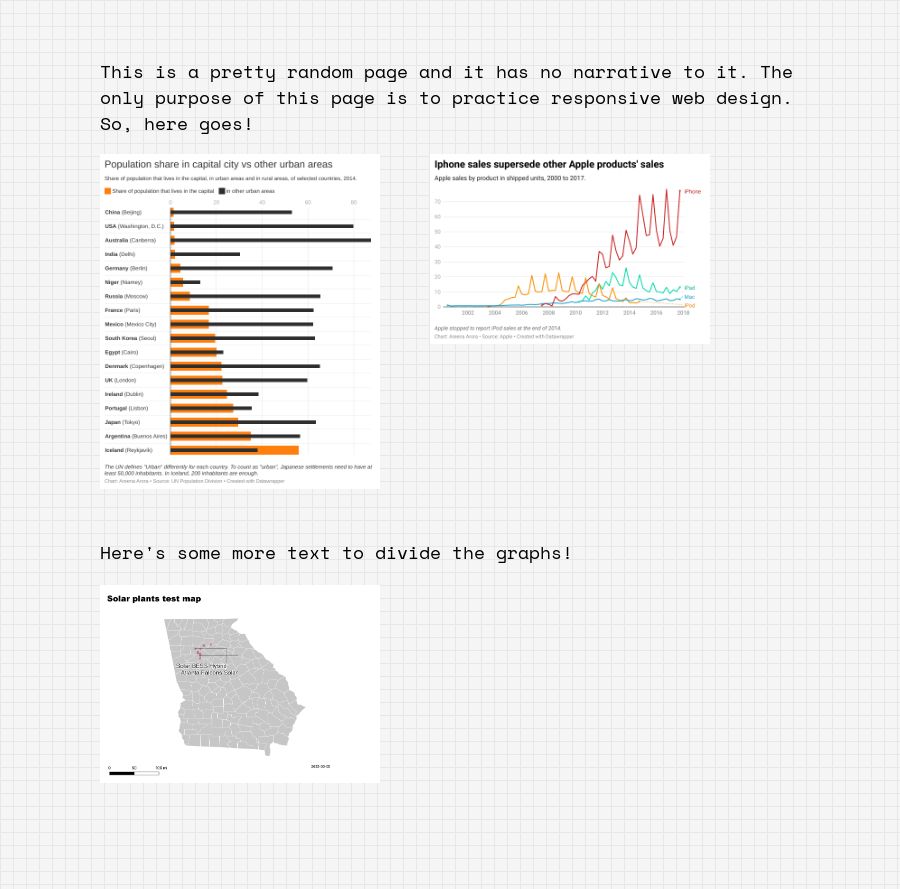 This is a pretty random page and it has no narrative to it. The
only purpose of this page is to practice responsive web design.
So, here goes!
Population share in capital city vs other urban areas
Share of population that lives in the capital, in urban areas and in rural areas, of selected countries, 2014.
Share of population that lives in the capital In other urban areas
0 20 40 60 80
China (Beijing)
USA (Washington, D.C.)
Australia (Canberra)
India (Delhi)
Germany (Berlin)
Niger (Niamey)
Russia (Moscow)
France (Paris)
Mexico (Mexico City)
South Korea (Seoul)
Egypt (Cairo)
Denmark (Copenhagen)
UK (London)
Ireland (Dublin)
Portugal (Lisbon)
Japan (Tokyo)
Argentina (Buenos Aires)
Iceland (Reykjavík)
The UN defines "Urban" differently for each country. To count as "urban", Japanese settlements need to have at
least 50,000 inhabitants. In Iceland, 200 inhabitants are enough.
Chart: Ameera Arora • Source: UN Population Division • Created with Datawrapper
Iphone sales supersede other Apple products' sales
Apple sales by product in shipped units, 2000 to 2017.
iPhone
70
60
50
40
30
20
10
0
iPad
Mac
iPod
2002 2004 2006 2008 2010 2012 2014 2016 2018
Apple stopped to report iPod sales at the end of 2014.
Chart: Ameera Arora • Source: Apple • Created with Datawrapper
Here's some more text to divide the graphs!
Solar plants test map
Solar BESS Hybrid
Atlanta Falcons Solar
0 50 100 mi